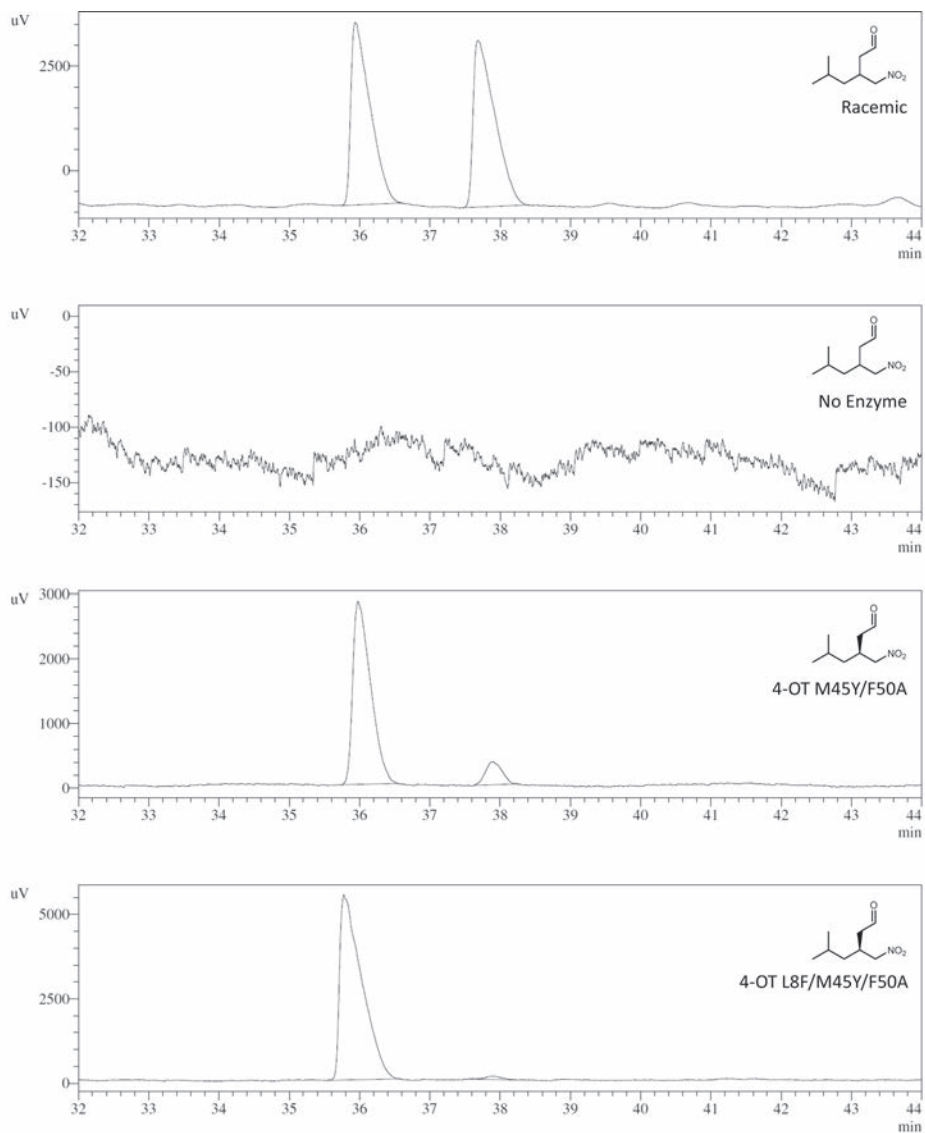 uV
O
2500
NO₂
Racemic
0
32 33 34 35 36 37 38 39 40 41 42 43 44
min
uV
0
O
-50
NO₂
No Enzyme
-100
-150
32 33 34 35 36 37 38 39 40 41 42 43 44
min
uV
3000
O
2000
NO₂
4-OT M45Y/F50A
1000
0
32 33 34 35 36 37 38 39 40 41 42 43 44
min
uV
5000
O
NO₂
4-OT L8F/M45Y/F50A
2500
0
32 33 34 35 36 37 38 39 40 41 42 43 44
min